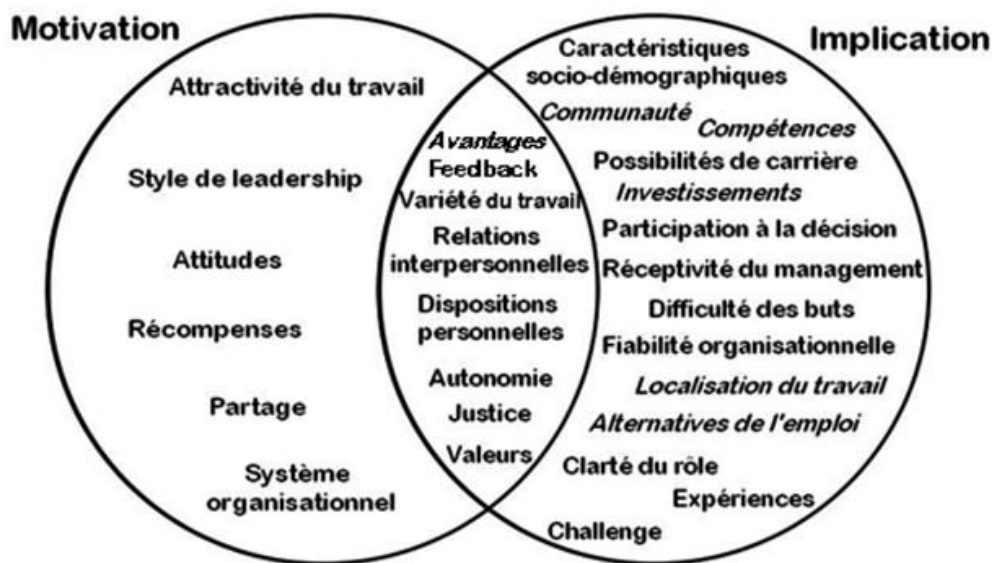 Motivation
Implication
Attractivité du travail
Style de leadership
Attitudes
Récompenses
Partage
Système
organisationnel
Avantages
Feedback
Variété du travail
Relations
interpersonnelles
Dispositions
personnelles
Autonomie
Justice
Valeurs
Caractéristiques
socio-démographiques
Communauté
Compétences
Possibilités de carrière
Investissements
Participation à la décision
Réceptivité du management
Difficulté des buts
Fiabilité organisationnelle
Localisation du travail
Alternatives de l'emploi
Clarté du rôle
Expériences
Challenge